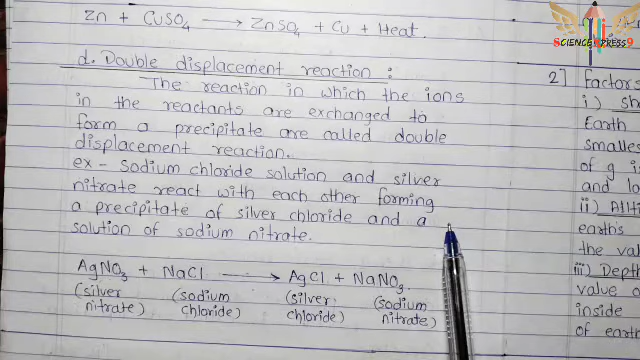 Zn + CuSO4 → ZnSO4 + Cu + Heat.
SCIENCE XPRESS9
d. Double displacement reaction :
The reaction in which the ions
in the reactants are exchanged to
form a precipitate are called double
displacement reaction.
ex - Sodium chloride solution and silver
nitrate react with each other forming
a precipitate of silver chloride and a
solution of sodium nitrate.
AgNO3 + NaCl → AgCl + NaNO3.
(silver nitrate) (sodium chloride) (silver chloride) (sodium nitrate)
2] factors
i) Sh
Earth
smalles
of g i
and lo
ii) Alti
earth's
the val
iii) Depth
value o
inside
of earth